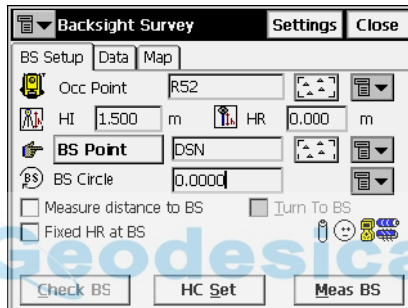 Backsight Survey Settings Close
BS Setup Data Map
Occ Point R52
HI 1.500 m HR 0.000 m
BS Point DSN
BS BS Circle 0.0000
Measure distance to BS Turn To BS
Fixed HR at BS
Geodesica
Check BS HC Set Meas BS